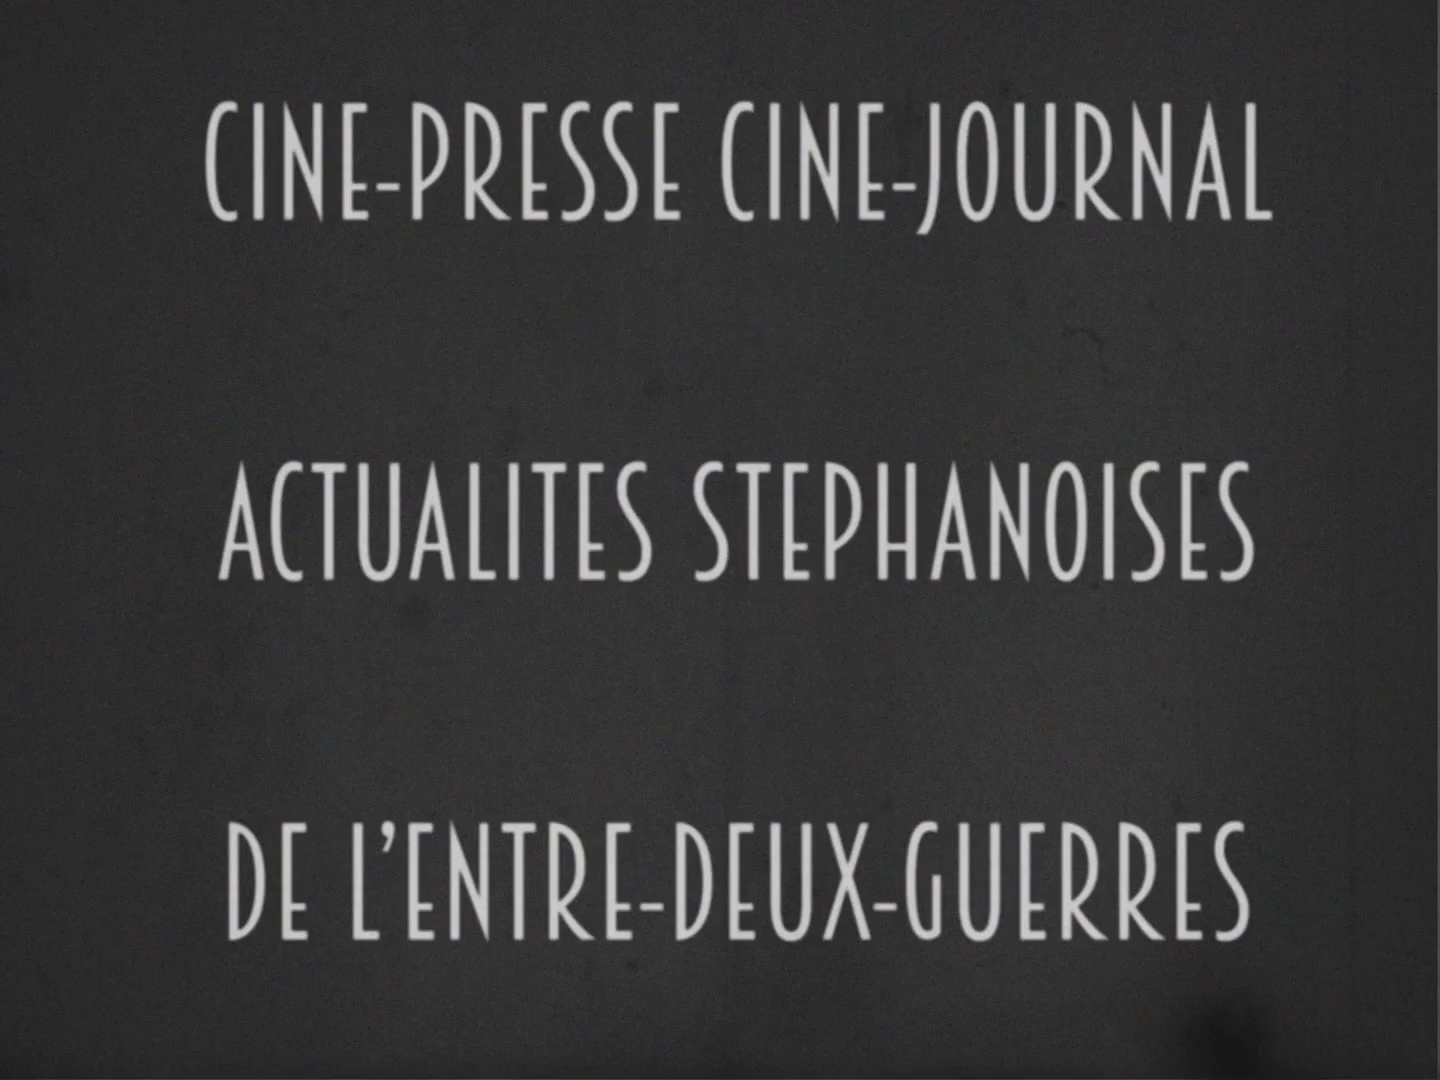 CINE-PRESSE CINE-JOURNAL
ACTUALITES STEPHANOISES
DE L’ENTRE-DEUX-GUERRES